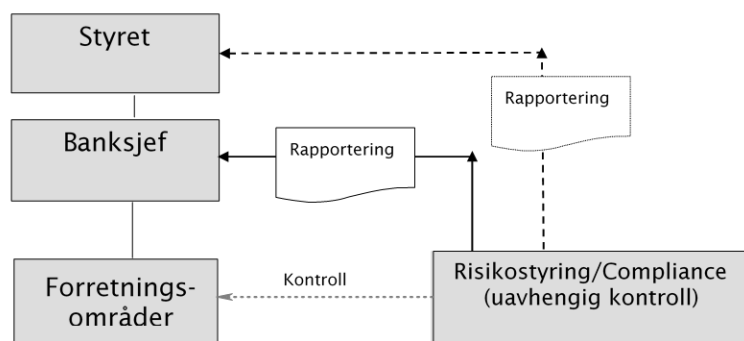 Styret
Rapportering
Banksjef
Rapportering
Forretnings-
områder
Kontroll
Risikostyring/Compliance
(uavhengig kontroll)